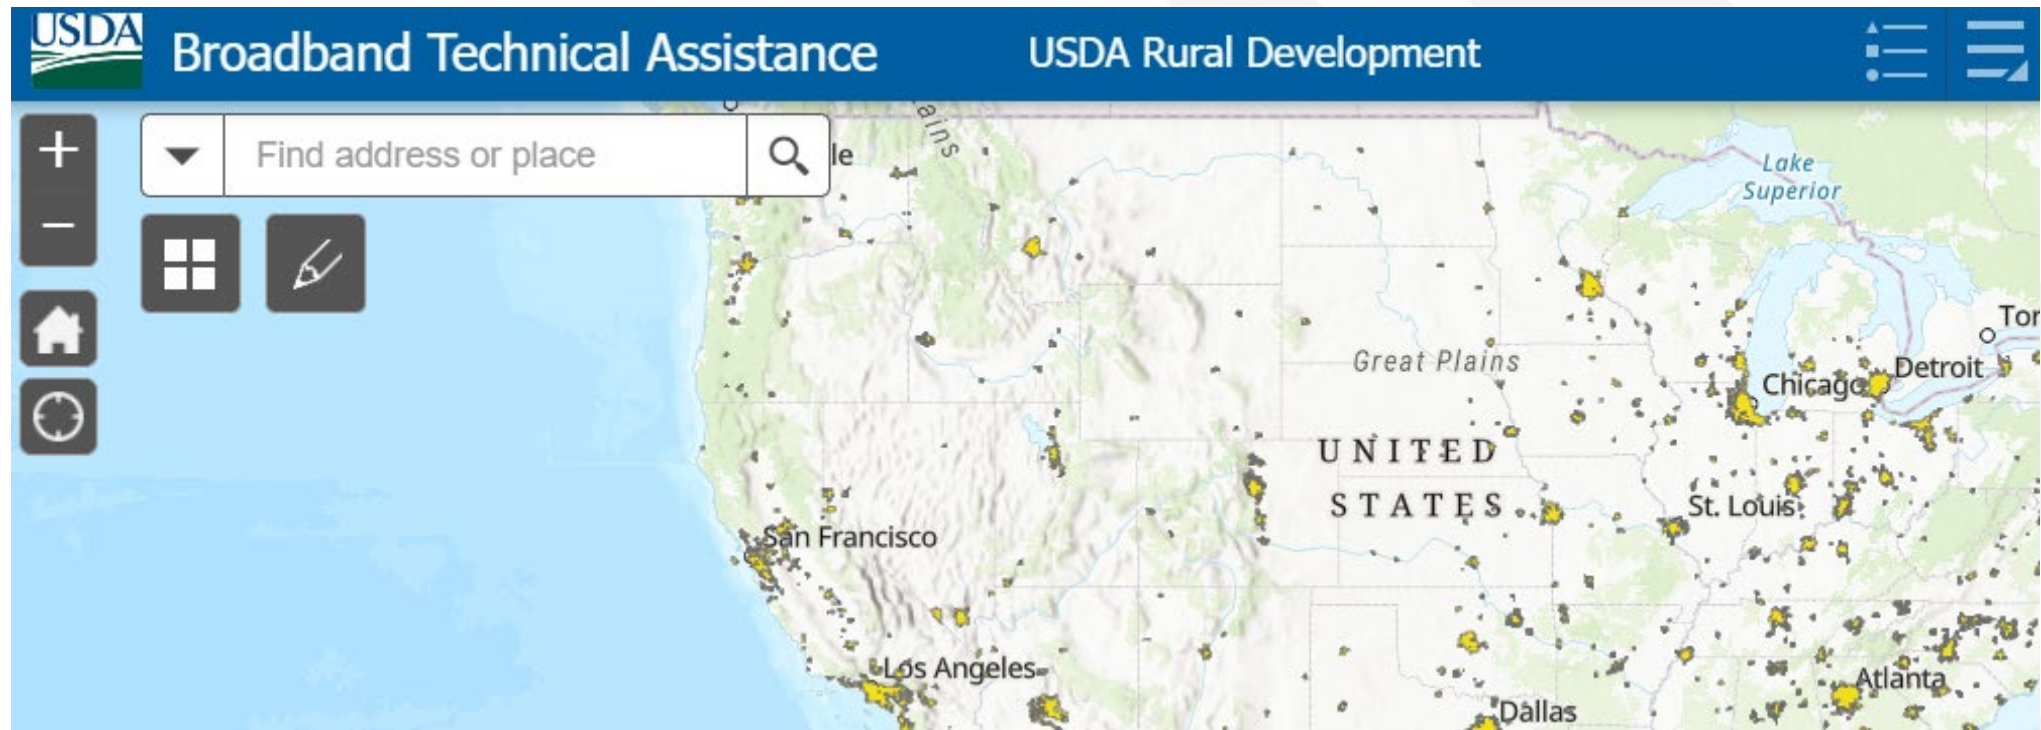 USDA
Broadband Technical Assistance
USDA Rural Development
Find address or place
ains
le
Lake
Superior
Tor
Great Plains
Detroit
Chicago
UNITED
STATES
St. Louis
San Francisco
Los Angeles
Atlanta
Dallas